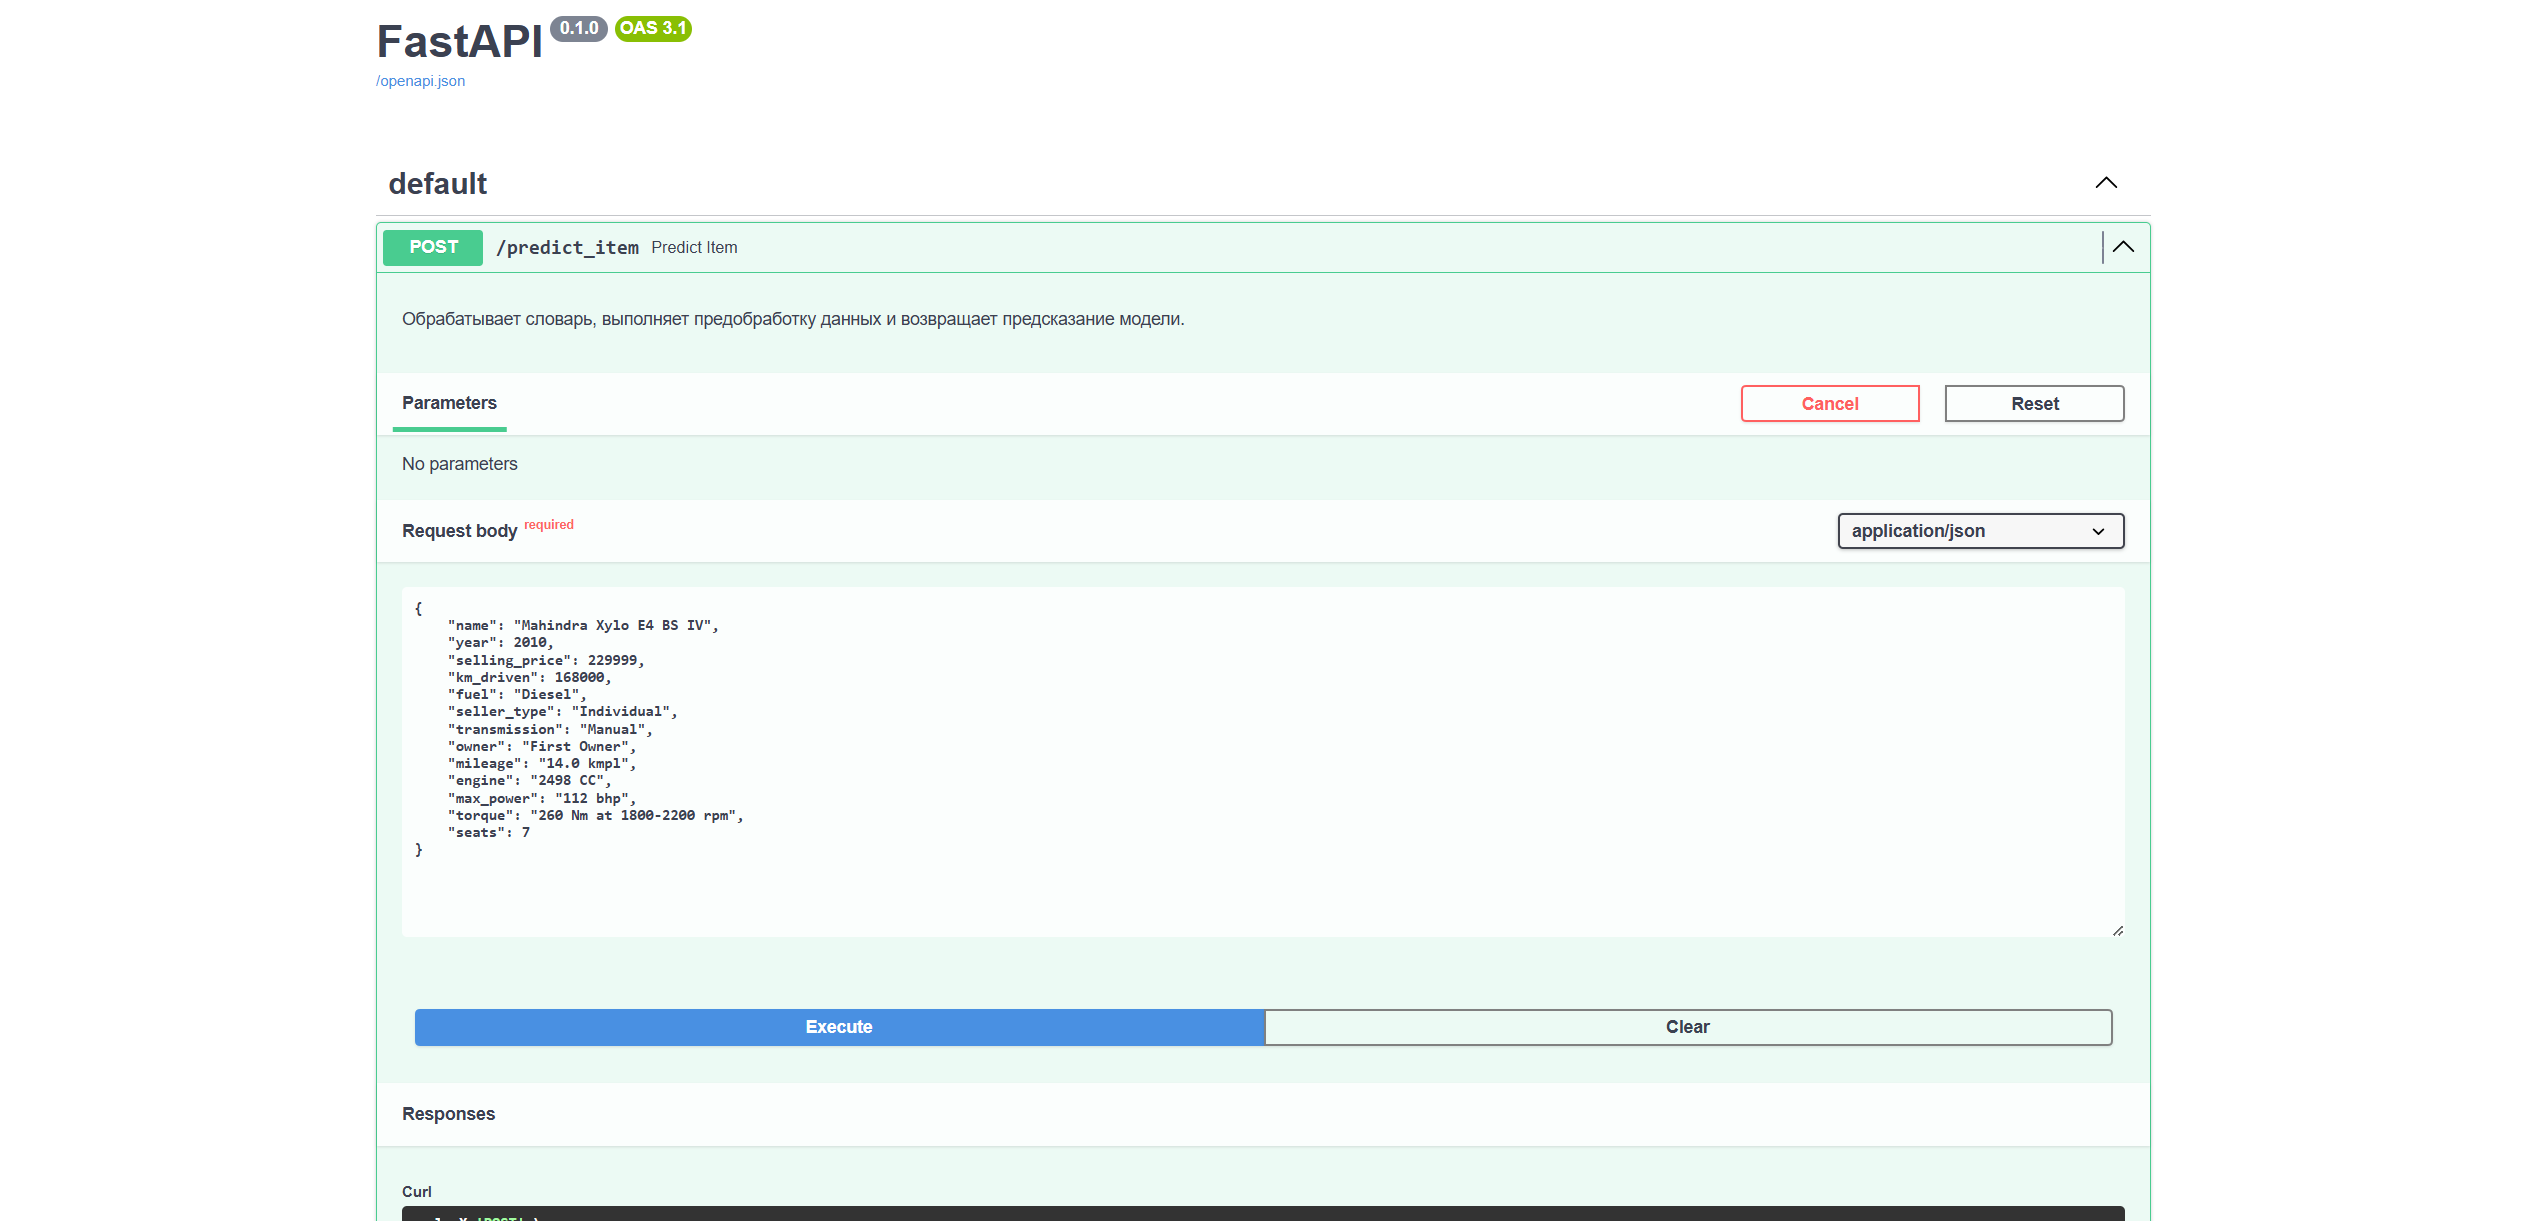 FastAPI 0.1.0 OAS 3.1
/openapi.json
default
POST /predict_item Predict Item
Обрабатывает словарь, выполняет предобработку данных и возвращает предсказание модели.
Parameters Cancel Reset
No parameters
Request body required application/json
{
"name": "Mahindra Xylo E4 BS IV",
"year": 2010,
"selling_price": 229999,
"km_driven": 168000,
"fuel": "Diesel",
"seller_type": "Individual",
"transmission": "Manual",
"owner": "First Owner",
"mileage": "14.0 kmpl",
"engine": "2498 CC",
"max_power": "112 bhp",
"torque": "260 Nm at 1800-2200 rpm",
"seats": 7
}
Execute Clear
Responses
Curl